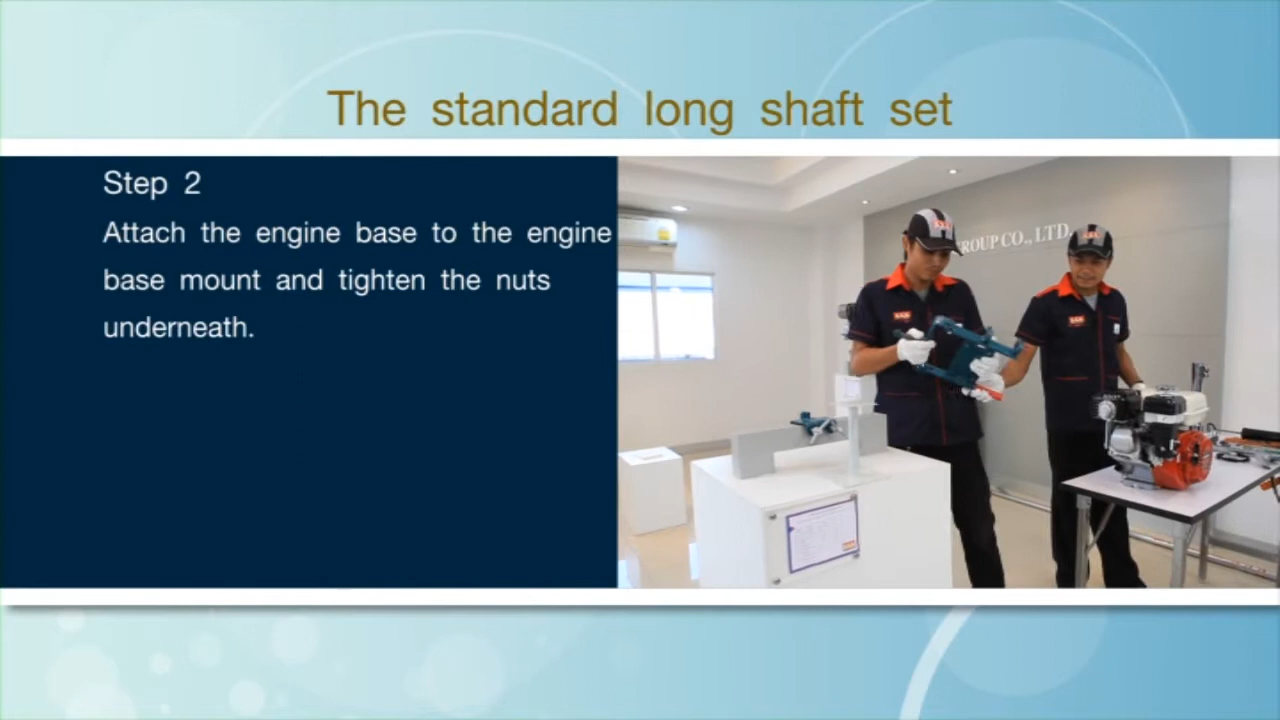 The standard long shaft set
Step 2
Attach the engine base to the engine
base mount and tighten the nuts
underneath.
GROUP CO., LTD.